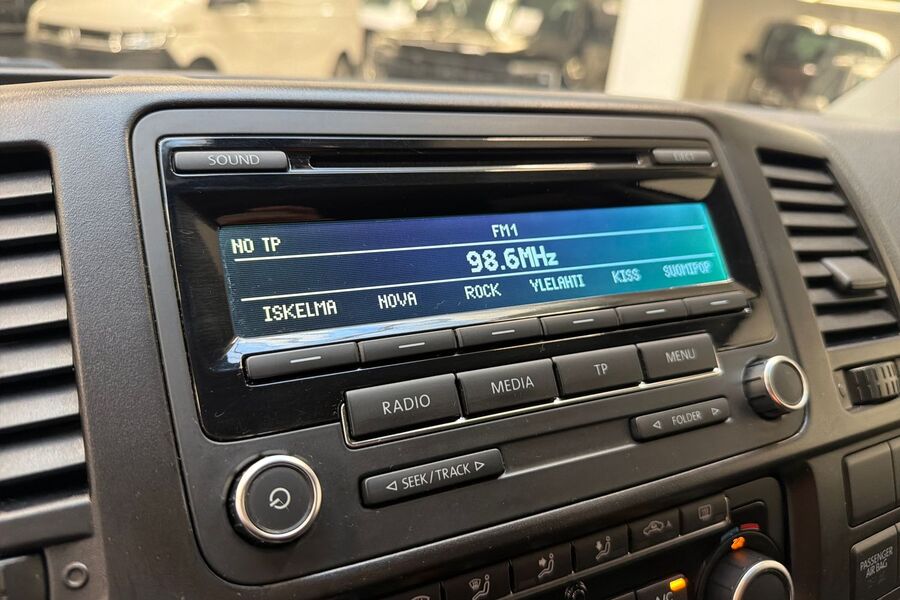 SOUND
EJECT
NO TP
FM1
98.6MHz
ISKELMA NOVA ROCK YLELAHTI KISS SUOMIPOP
RADIO MEDIA TP MENU
SEEK/TRACK
FOLDER
A/C
PASSENGER
AIR BAG